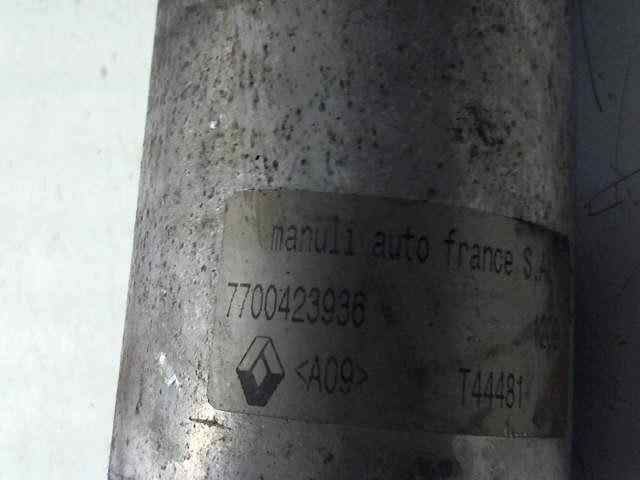 manuli auto france S.A.
7700423936
<A09> T44481